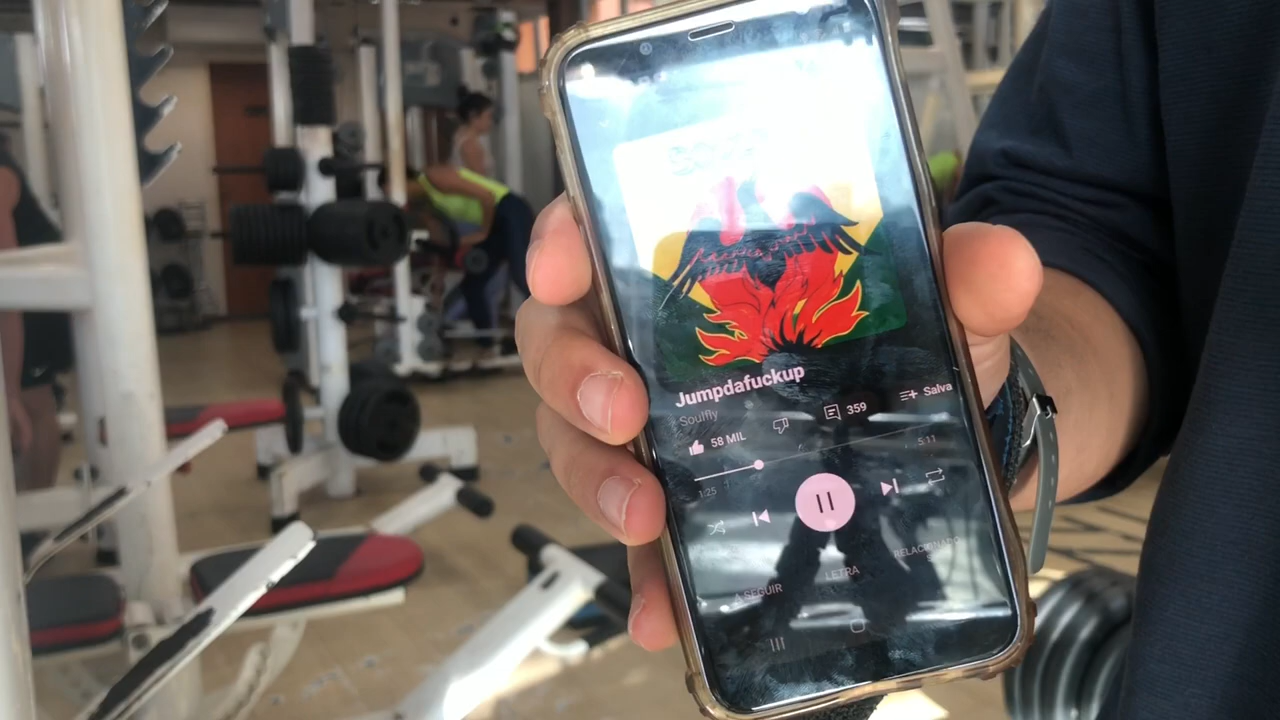 Jumpdafuckup
Soulfly
58 MIL
359
Salva
1:25
5:11
A SEGUIR
LETRA
RELACIONADO